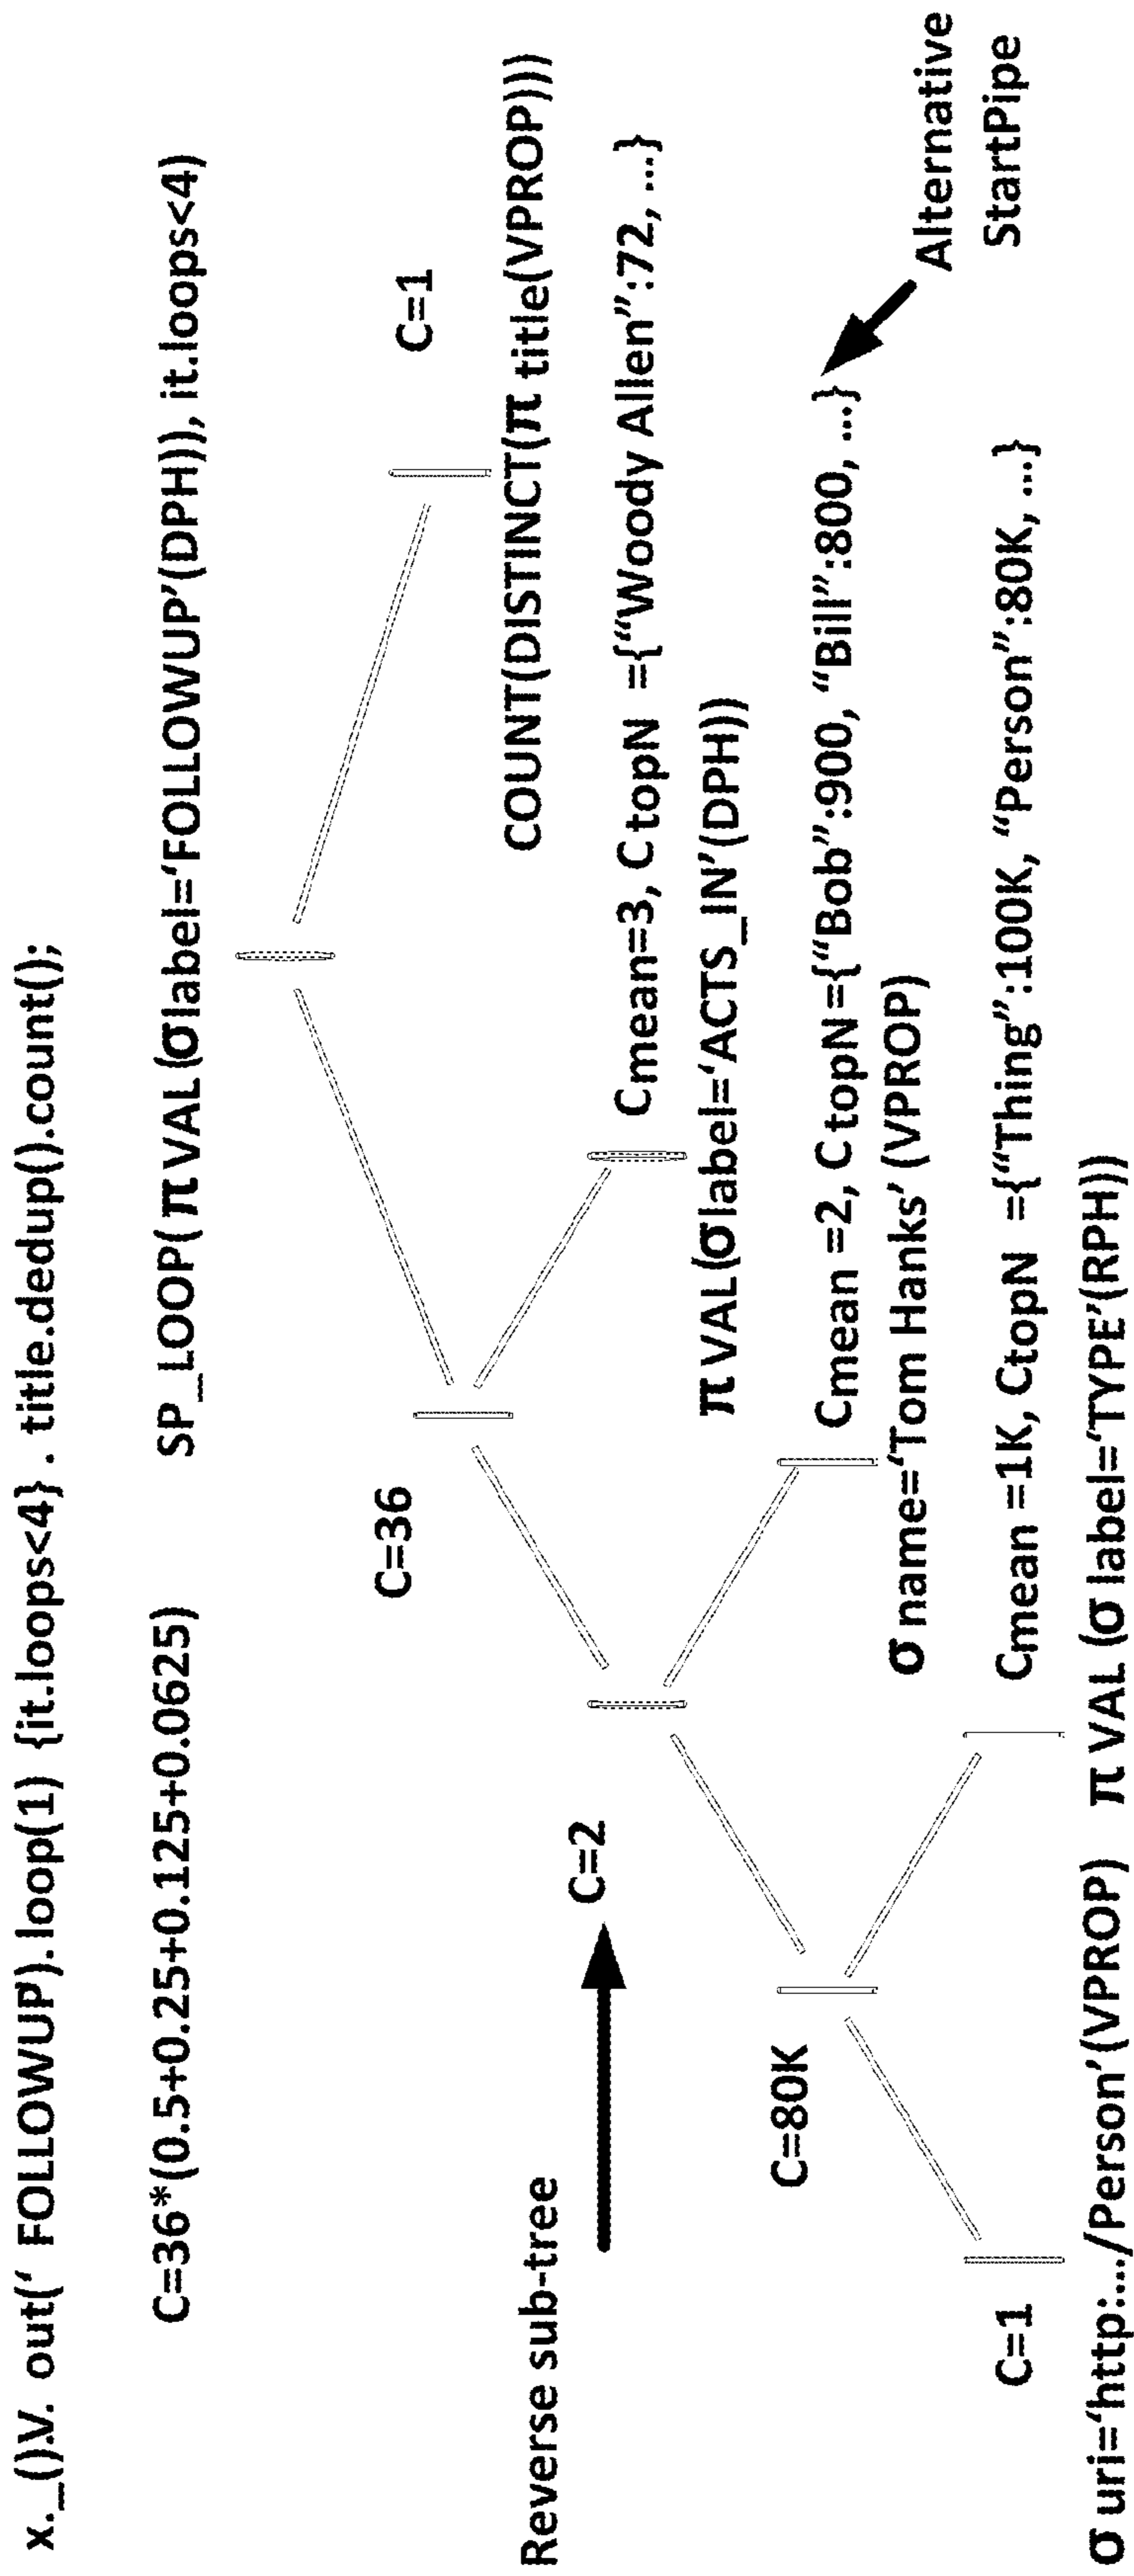 x._().V. out(‘ FOLLOWUP’).loop(1) {it.loops<4} . title.dedup().count();
C=36*(0.5+0.25+0.125+0.0625)
SP_LOOP(π VAL(σlabel=‘FOLLOWUP’(DPH)), it.loops<4)
C=36
C=1
COUNT(DISTINCT(π title(VPROP)))
Reverse sub-tree
C=2
Cmean=3, CtopN ={“Woody Allen”:72, ...}
π VAL(σlabel=‘ACTS_IN’(DPH))
C=80K
Cmean =2, CtopN ={“Bob”:900, “Bill”:800, ...}
σ name=‘Tom Hanks’ (VPROP)
Alternative
StartPipe
C=1
Cmean =1K, CtopN ={“Thing”:100K, “Person”:80K, ...}
σ uri=‘http:.../Person’(VPROP)
π VAL (σ label=‘TYPE’(RPH))